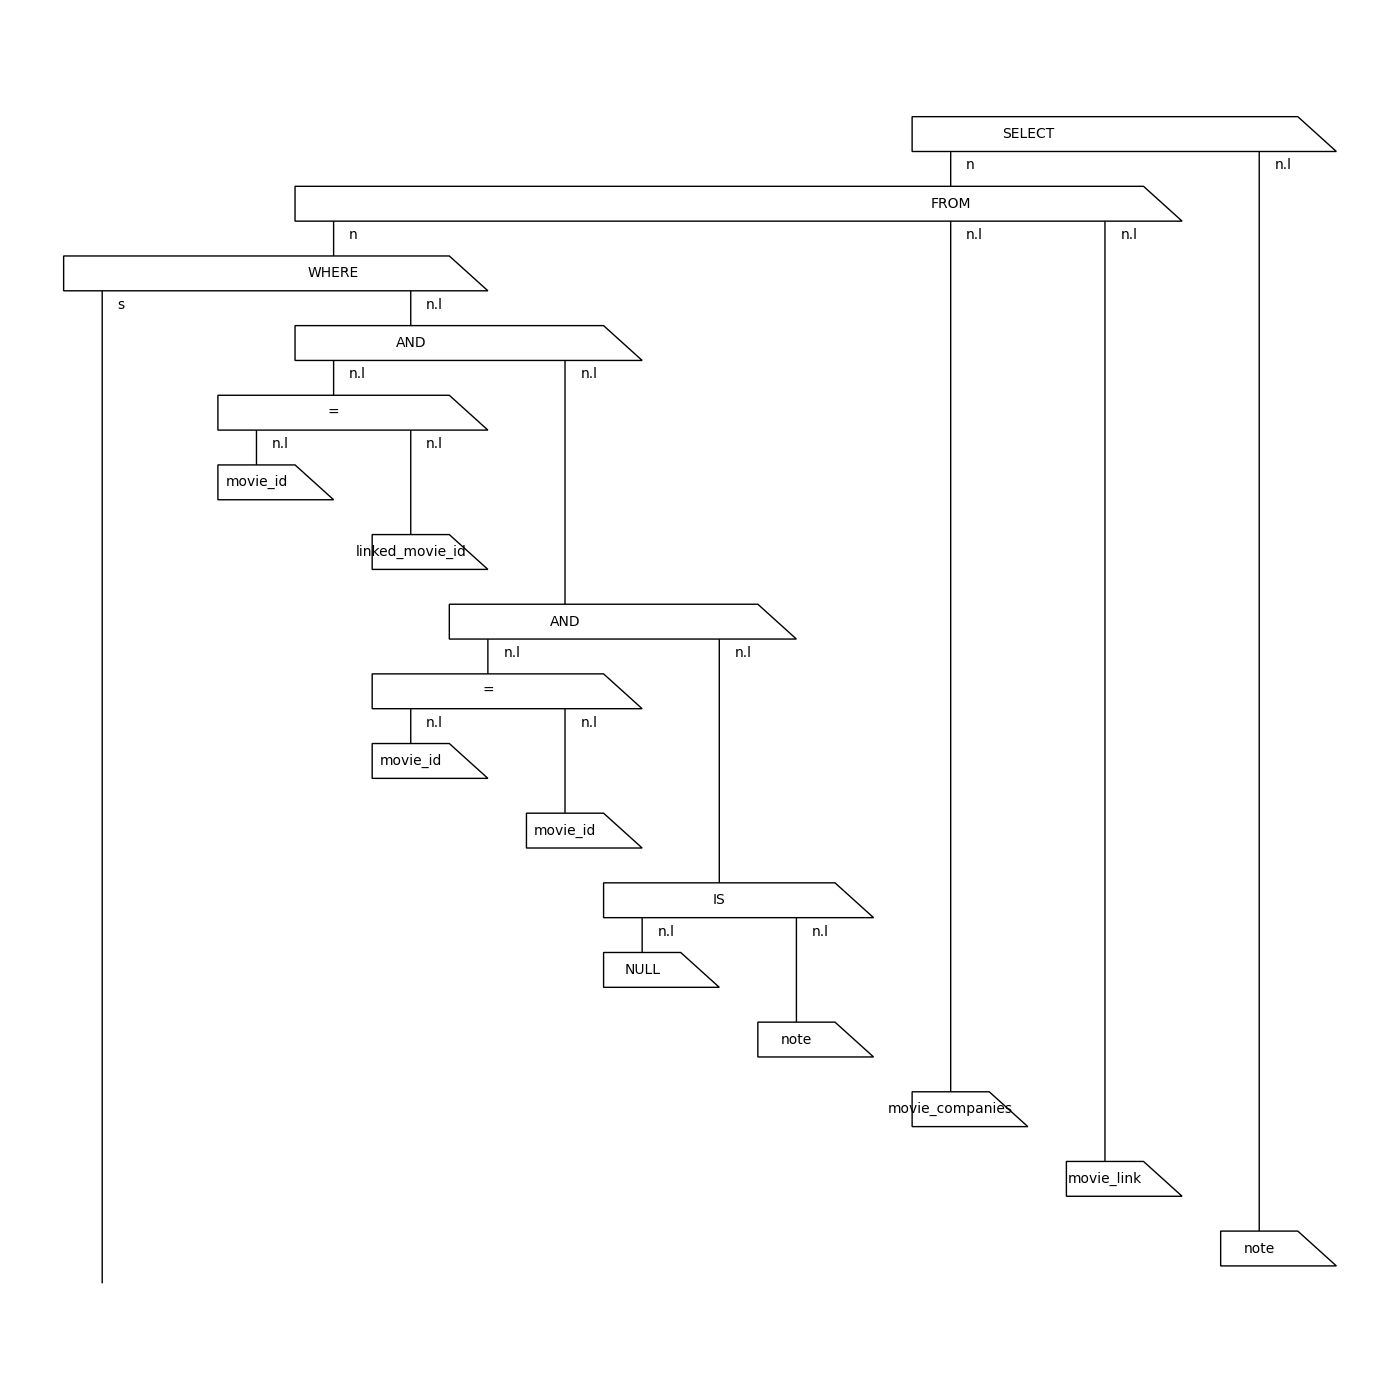 SELECT
n n.l
FROM
n n.l n.l
WHERE
s n.l
AND
n.l n.l
=
n.l n.l
movie_id
linked_movie_id
AND
n.l n.l
=
n.l n.l
movie_id
movie_id
IS
n.l n.l
NULL
note
movie_companies
movie_link
note